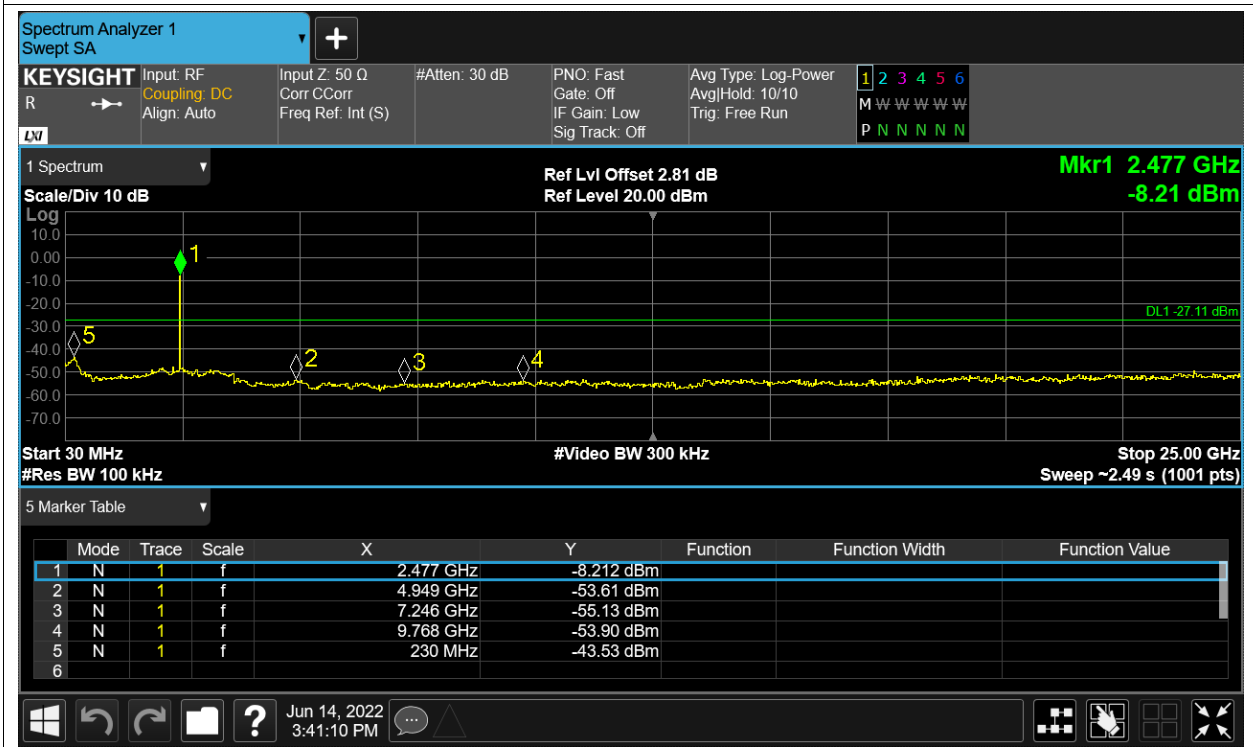 Spectrum Analyzer 1
Swept SA
+
KEYSIGHT
R
LXI
Input: RF
Coupling: DC
Align: Auto
Input Z: 50 Ω
Corr CCorr
Freq Ref: Int (S)
#Atten: 30 dB
PNO: Fast
Gate: Off
IF Gain: Low
Sig Track: Off
Avg Type: Log-Power
Avg|Hold: 10/10
Trig: Free Run
1 2 3 4 5 6
M W W W W W
P N N N N N
1 Spectrum
Scale/Div 10 dB
Ref Lvl Offset 2.81 dB
Ref Level 20.00 dBm
Mkr1 2.477 GHz
-8.21 dBm
Log
10.0
0.00
-10.0
-20.0
-30.0
-40.0
-50.0
-60.0
-70.0
1
DL1 -27.11 dBm
5
2
3
4
Start 30 MHz
#Video BW 300 kHz
Stop 25.00 GHz
#Res BW 100 kHz
Sweep ~2.49 s (1001 pts)
5 Marker Table
Mode Trace Scale X Y Function Function Width Function Value
1 N 1 f 2.477 GHz -8.212 dBm
2 N 1 f 4.949 GHz -53.61 dBm
3 N 1 f 7.246 GHz -55.13 dBm
4 N 1 f 9.768 GHz -53.90 dBm
5 N 1 f 230 MHz -43.53 dBm
6
?
Jun 14, 2022
3:41:10 PM